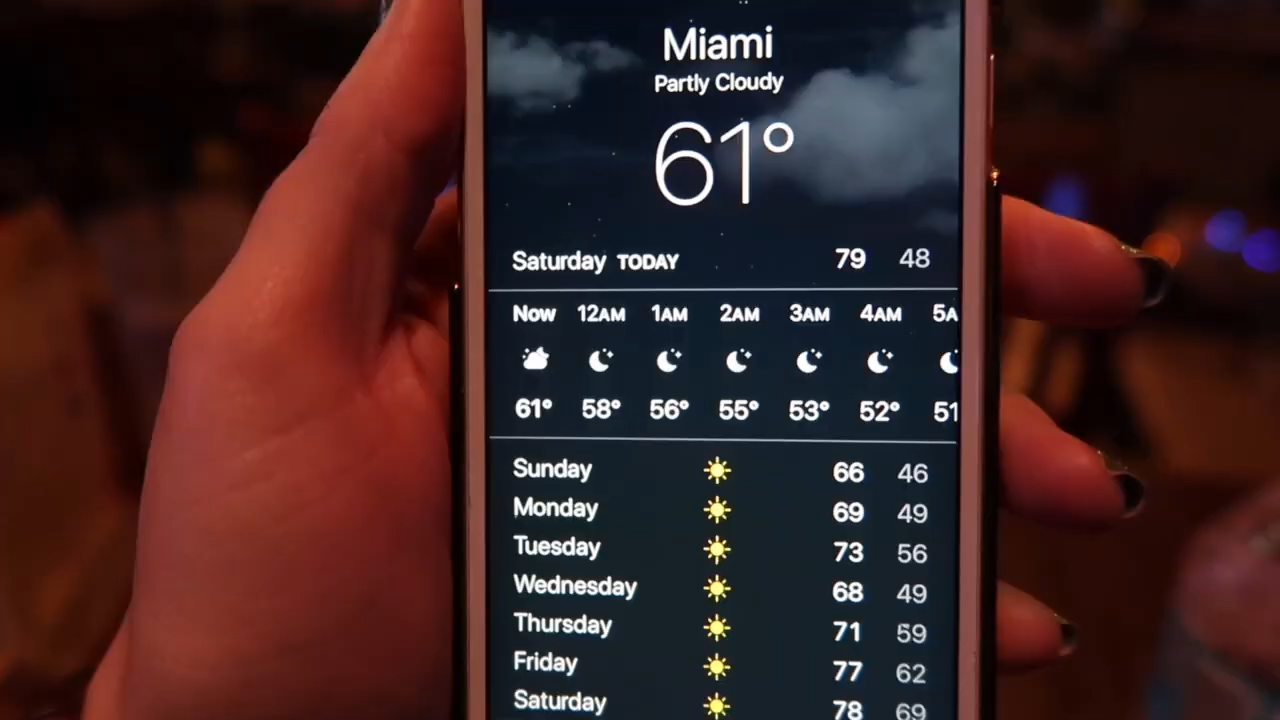 Miami
Partly Cloudy
61°
Saturday TODAY 79 48
Now 12AM 1AM 2AM 3AM 4AM 5A
61° 58° 56° 55° 53° 52° 51
Sunday 66 46
Monday 69 49
Tuesday 73 56
Wednesday 68 49
Thursday 71 59
Friday 77 62
Saturday 78 69